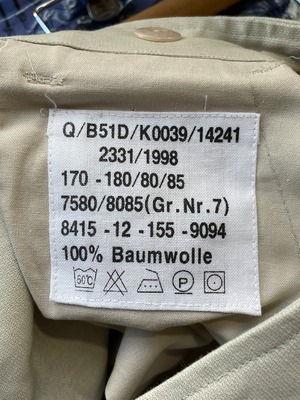 Q/B51D/K0039/14241
2331/1998
170 -180/80/85
7580/8085(Gr.Nr.7)
8415 -12 -155 -9094
100% Baumwolle
60°C P